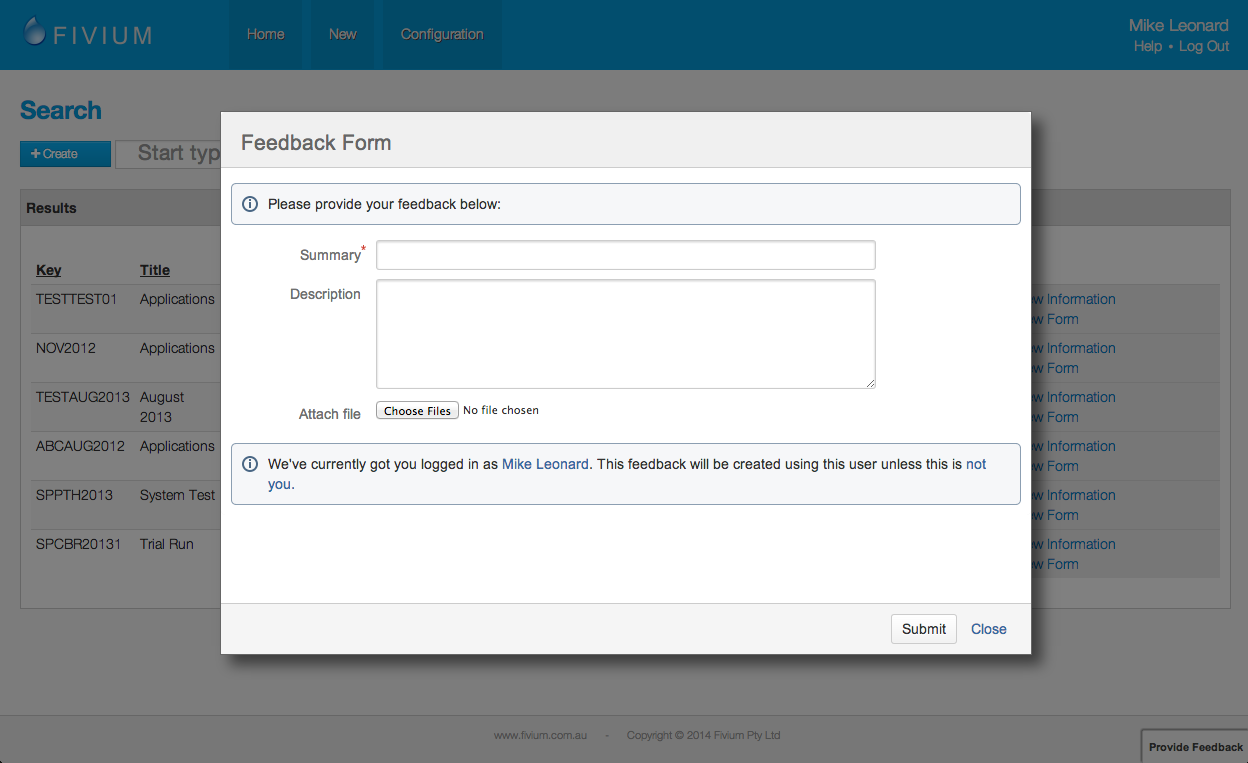 FIVIUM
Home
New
Configuration
Mike Leonard
Help • Log Out
Search
+ Create
Start typ
Results
Key Title
TESTTEST01 Applications
NOV2012 Applications
TESTAUG2013 August
2013
ABCAUG2012 Applications
SPPTH2013 System Test
SPCBR20131 Trial Run
Feedback Form
Please provide your feedback below:
Summary*
Description
Attach file Choose Files No file chosen
We've currently got you logged in as Mike Leonard. This feedback will be created using this user unless this is not
you.
Submit Close
w Information
w Form
w Information
w Form
w Information
w Form
w Information
w Form
w Information
w Form
w Information
w Form
www.fivium.com.au - Copyright © 2014 Fivium Pty Ltd
Provide Feedback